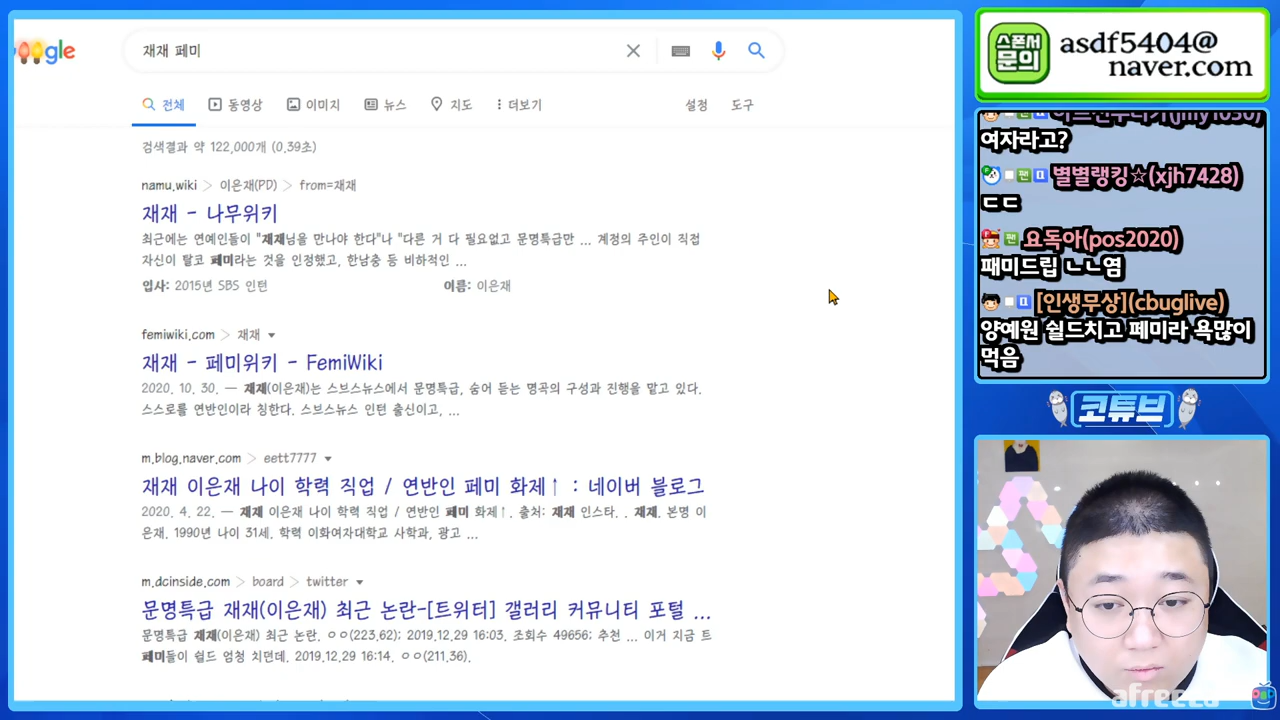 재재 페미
전체 동영상 이미지 뉴스 지도 더보기 설정 도구
검색결과 약 122,000개 (0.39초)
namu.wiki > 이은재(PD) > from=재재
재재 - 나무위키
최근에는 연예인들이 "재재님을 만나야 한다"나 "다른 거 다 필요없고 문명특급만 ... 계정의 주인이 직접
자신이 탈코 페미라는 것을 인정했고, 한남충 등 비하적인 ...
입사: 2015년 SBS 인턴 이름: 이은재
femiwiki.com > 재재
재재 - 페미위키 - FemiWiki
2020. 10. 30. — 재재(이은재)는 스브스뉴스에서 문명특급, 숨어 듣는 명곡의 구성과 진행을 맡고 있다.
스스로를 연반인이라 칭한다. 스브스뉴스 인턴 출신이고, ...
m.blog.naver.com > eett7777
재재 이은재 나이 학력 직업 / 연반인 페미 화제↑ : 네이버 블로그
2020. 4. 22. — 재재 이은재 나이 학력 직업 / 연반인 페미 화제↑. 출처: 재재 인스타. . 재재. 본명 이
은재. 1990년 나이 31세. 학력 이화여자대학교 사학과, 광고 ...
m.dcinside.com > board > twitter
문명특급 재재(이은재) 최근 논란-[트위터] 갤러리 커뮤니티 포털 ...
문명특급 재재(이은재) 최근 논란. ㅇㅇ(223.62); 2019.12.29 16:03. 조회수 49656; 추천 ... 이거 지금 트
페미들이 쉴드 엄청 치던데. 2019.12.29 16:14. ㅇㅇ(211.36).
스폰서
문의
asdf5404@
naver.com
여자라고?
별별랭킹☆(xjh7428)
ㄷㄷ
요독아(pos2020)
패미드립 ㄴㄴ염
[인생무상](cbuglive)
양예원 쉴드치고 페미라 욕많이
먹음
코튜브